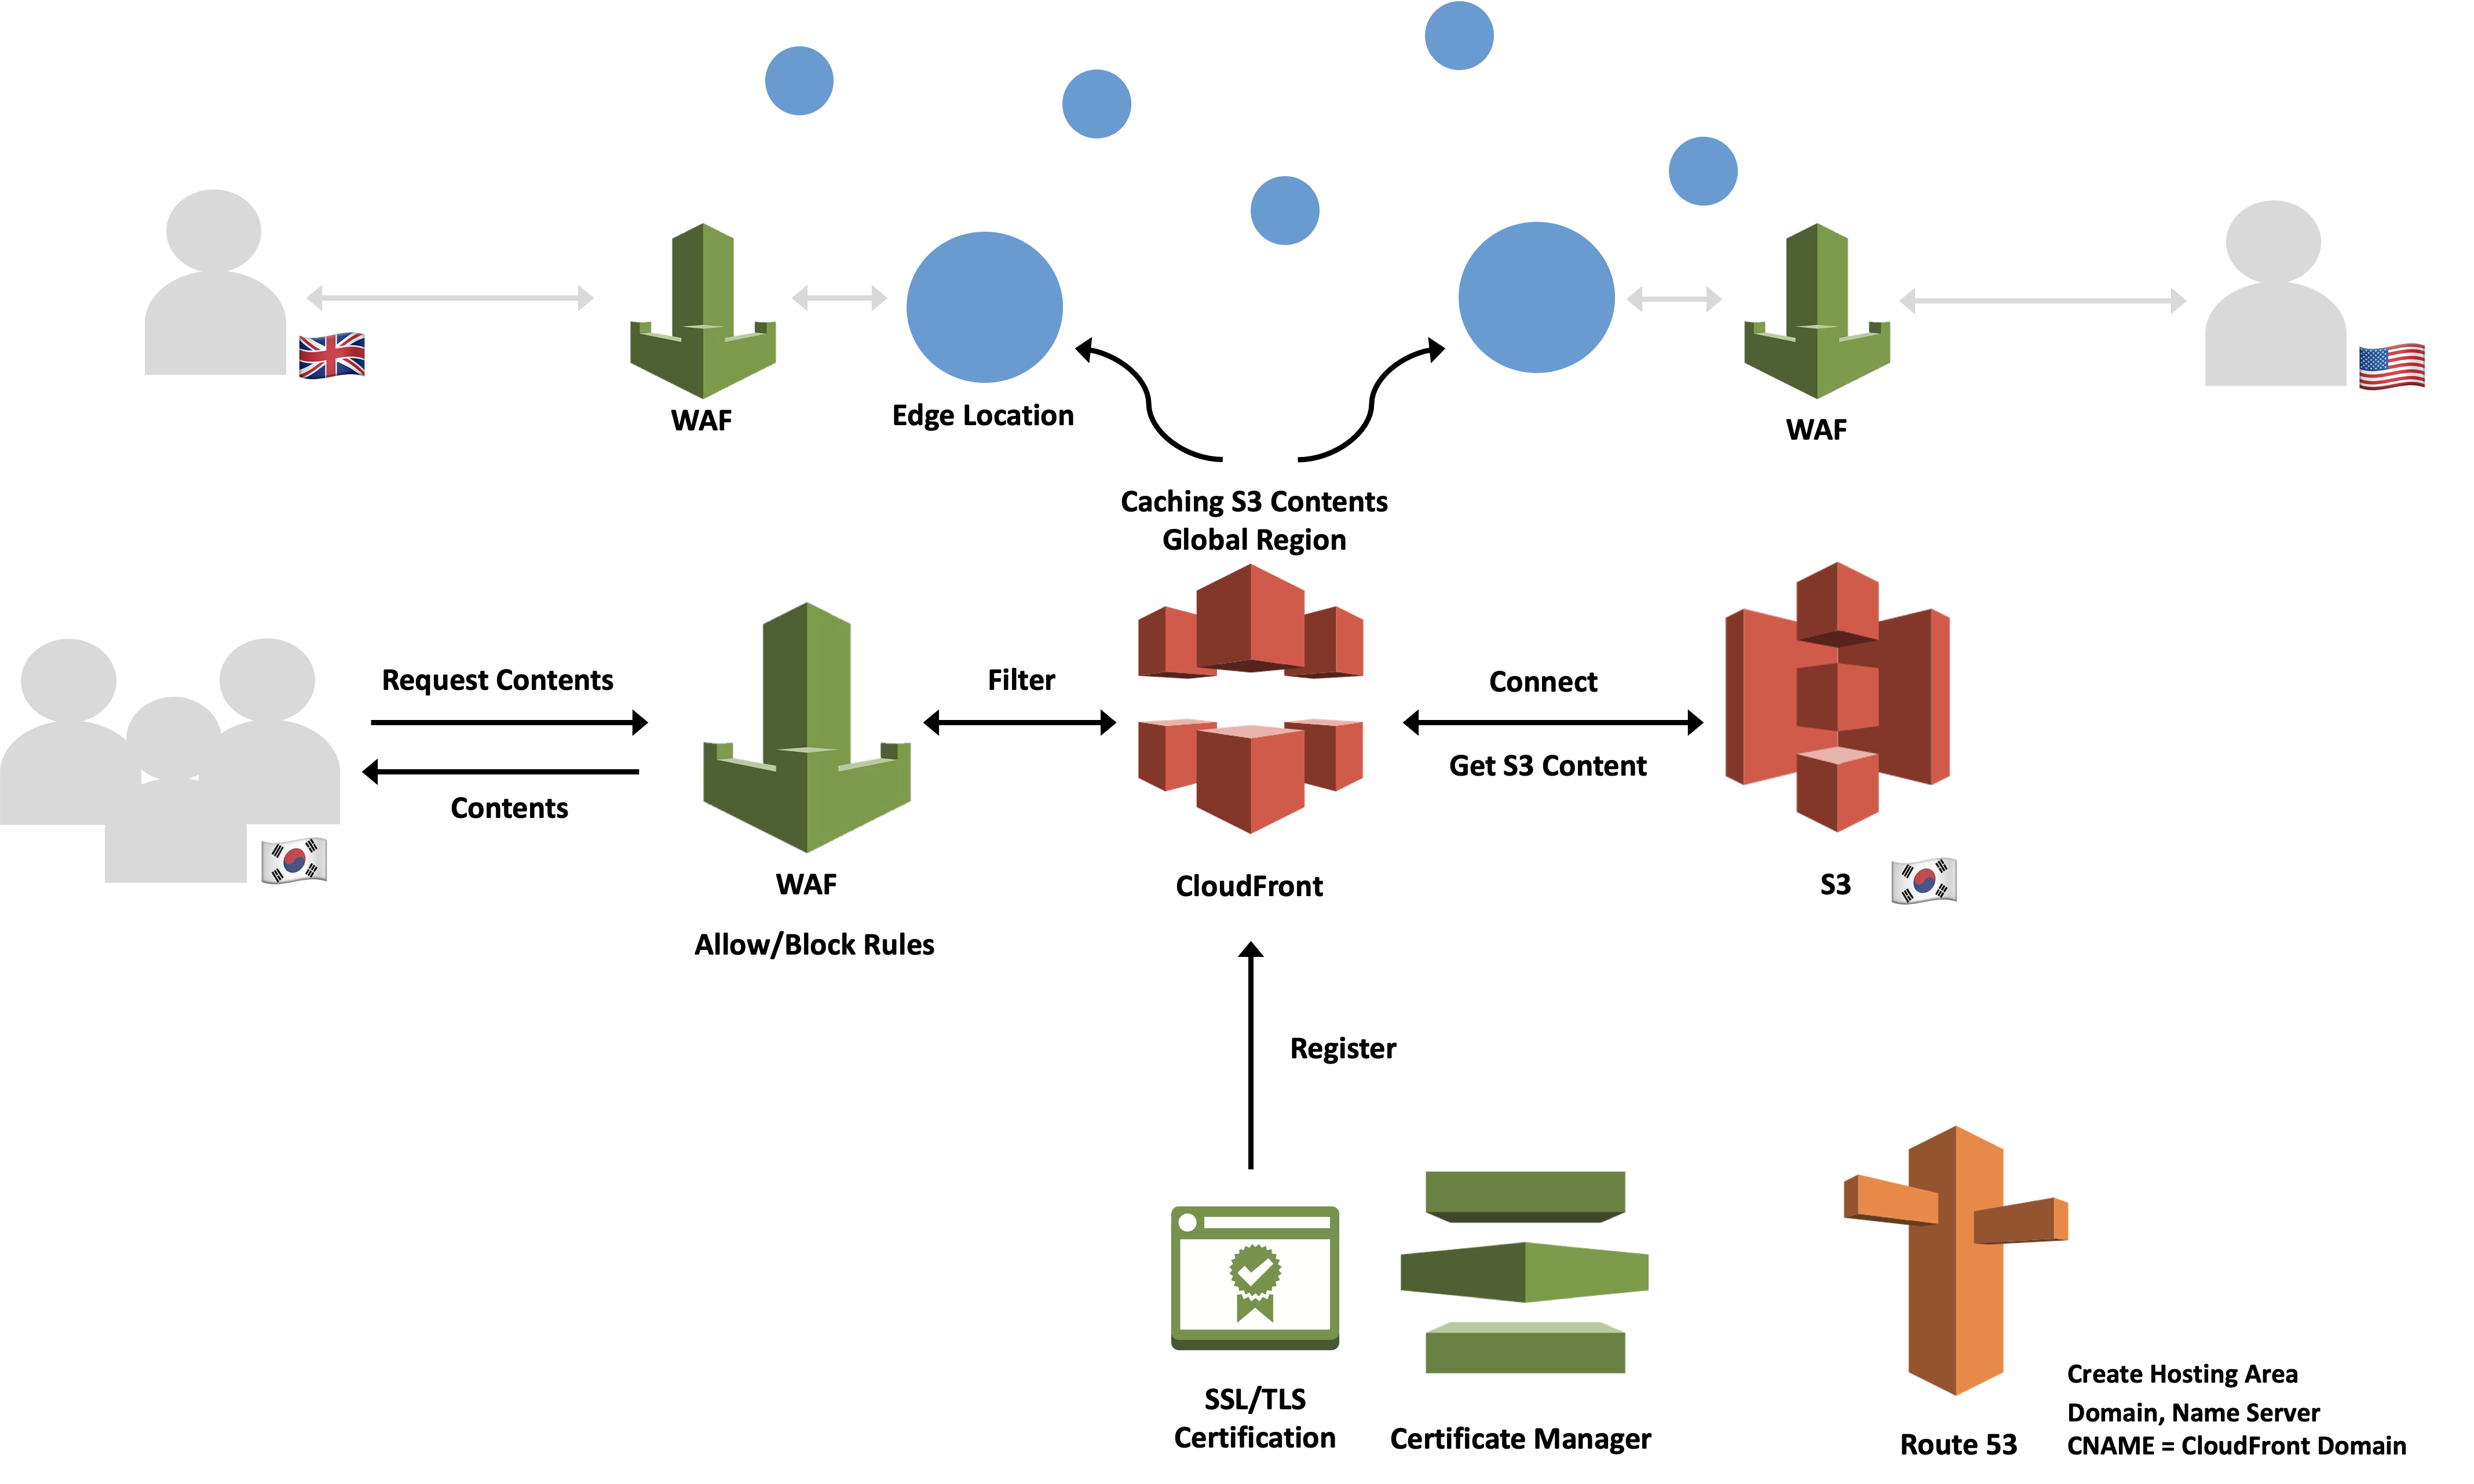 WAF
Edge Location
WAF
Caching S3 Contents
Global Region
Request Contents
Contents
Filter
Connect
Get S3 Content
WAF
Allow/Block Rules
CloudFront
S3
Register
SSL/TLS
Certification
Certificate Manager
Route 53
Create Hosting Area
Domain, Name Server
CNAME = CloudFront Domain